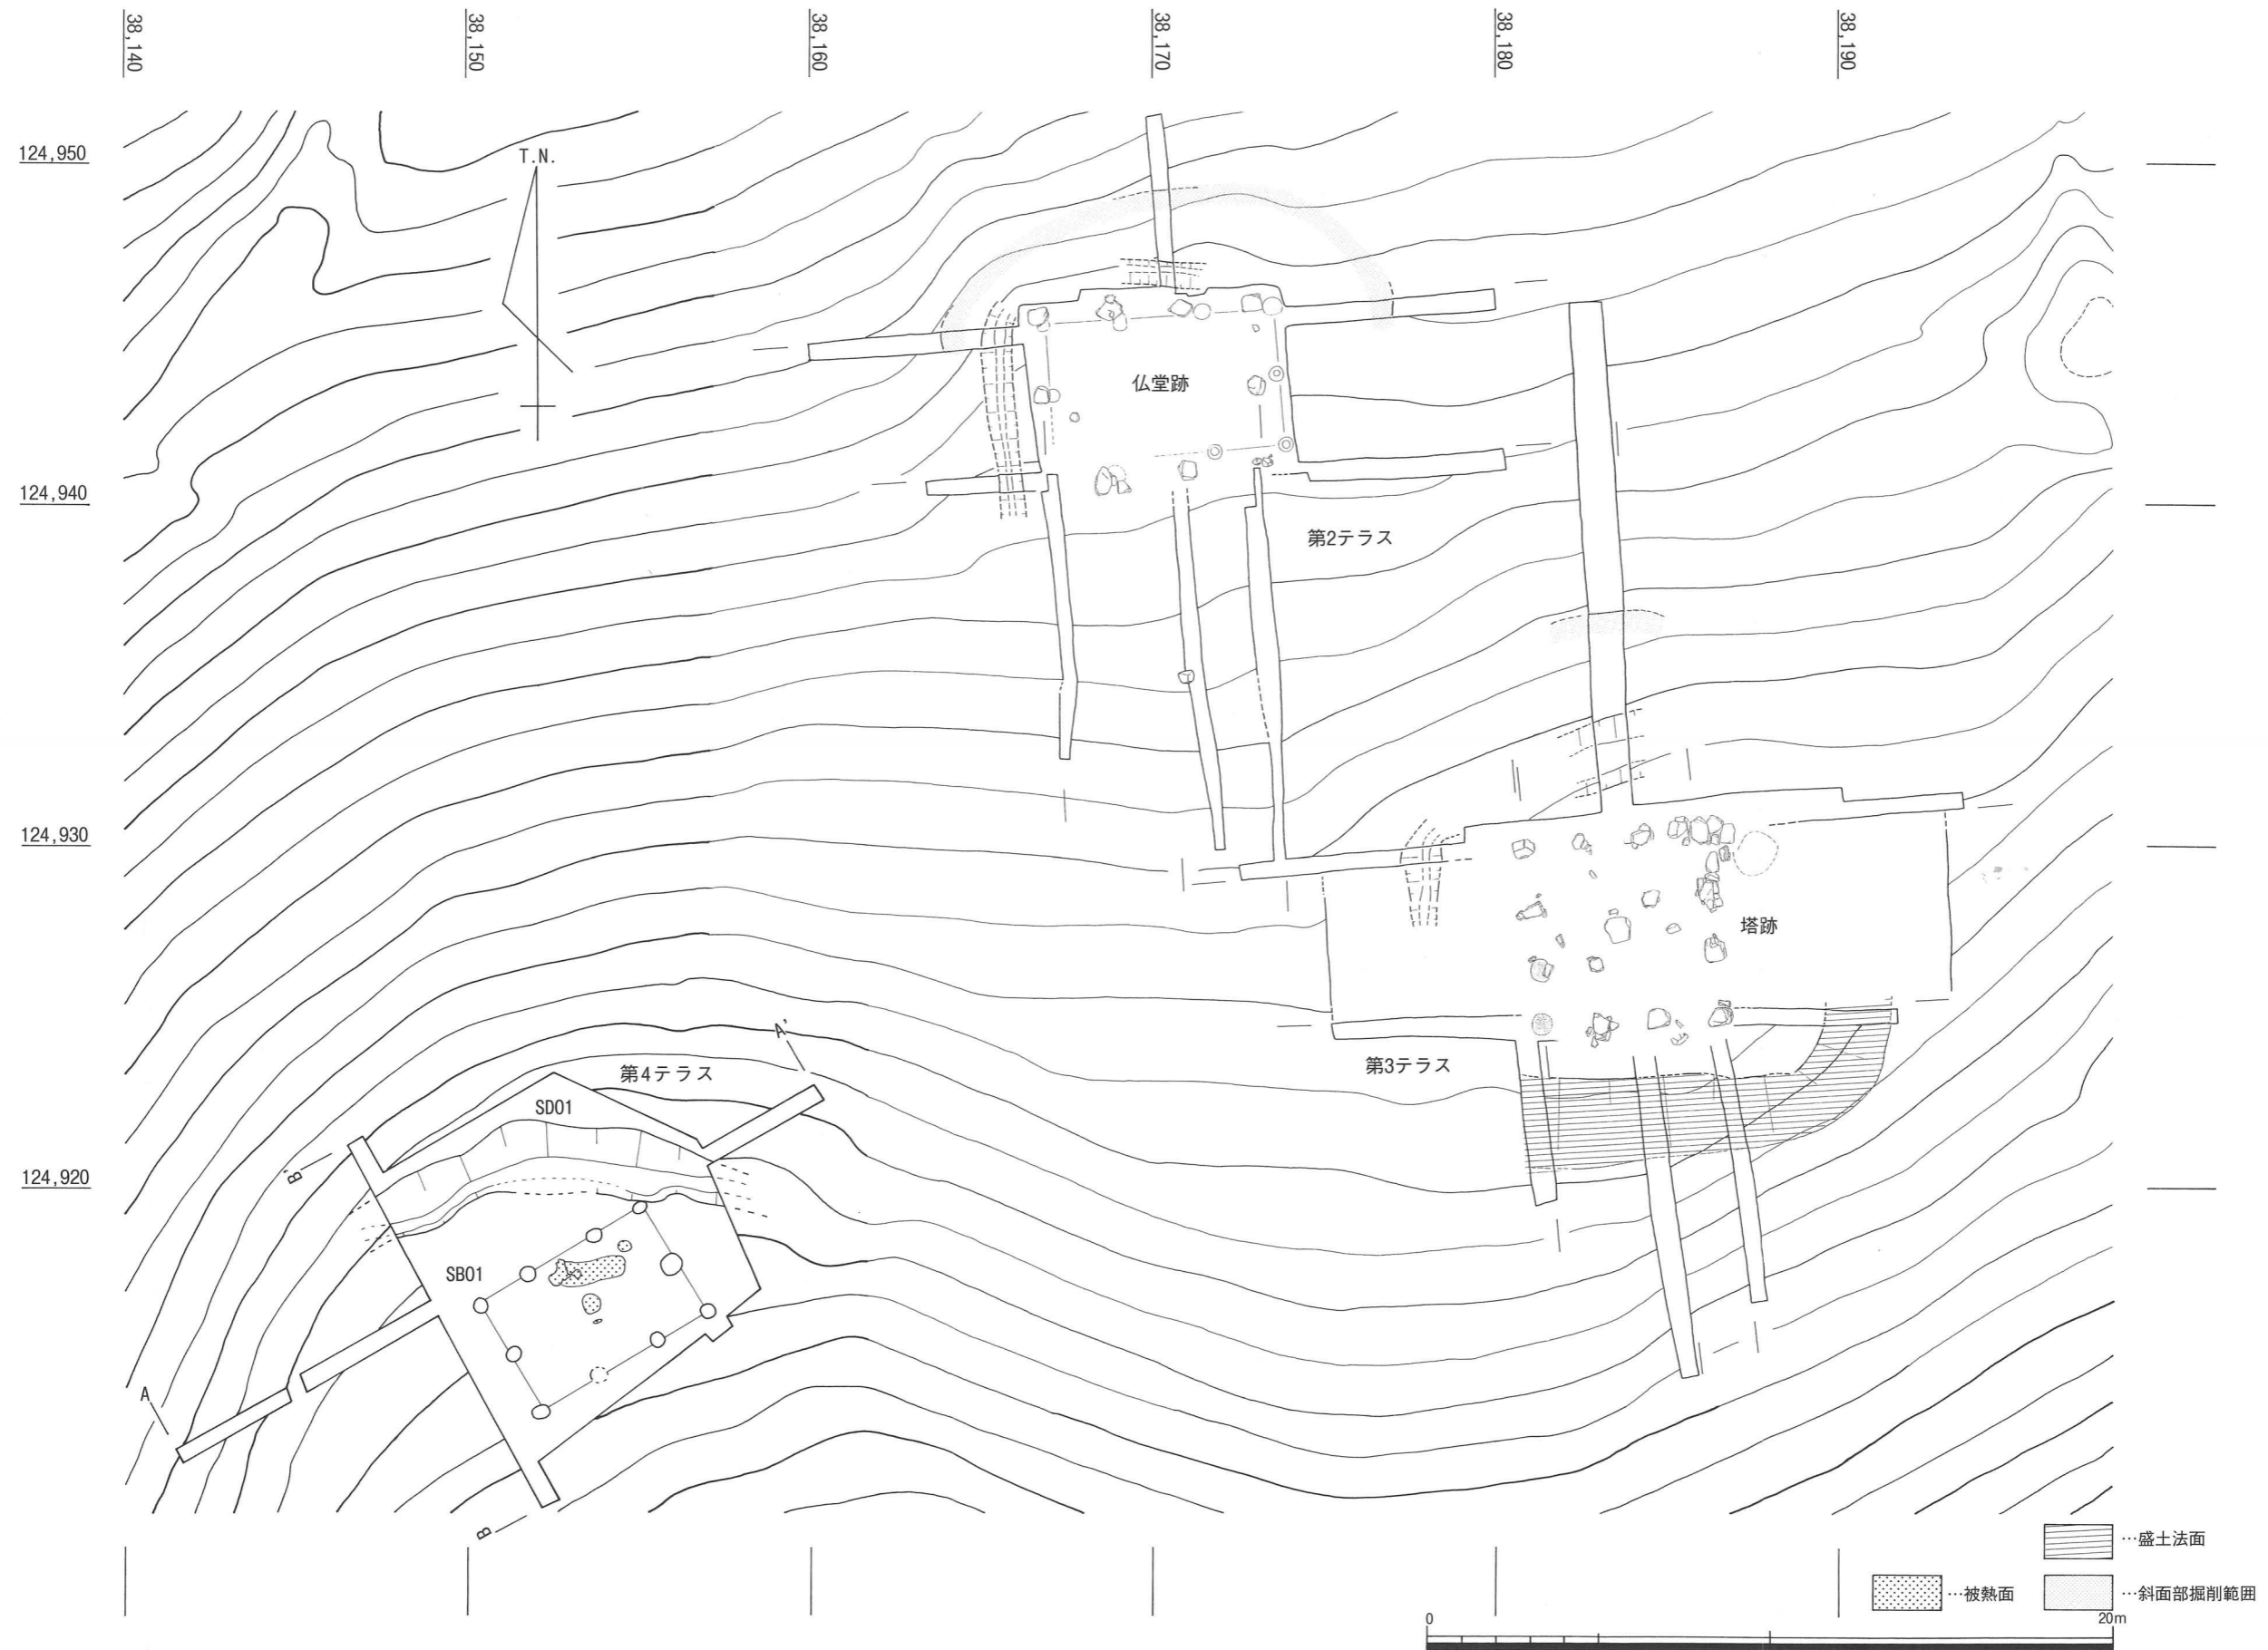 38,140
38,150
38,160
38,170
38,180
38,190
124,950
T.N.
仏堂跡
124,940
第2テラス
124,930
塔跡
A'
第3テラス
第4テラス
SD01
124,920
B'
SB01
A
B
…盛土法面
…被熱面
…斜面部掘削範囲
0
20m